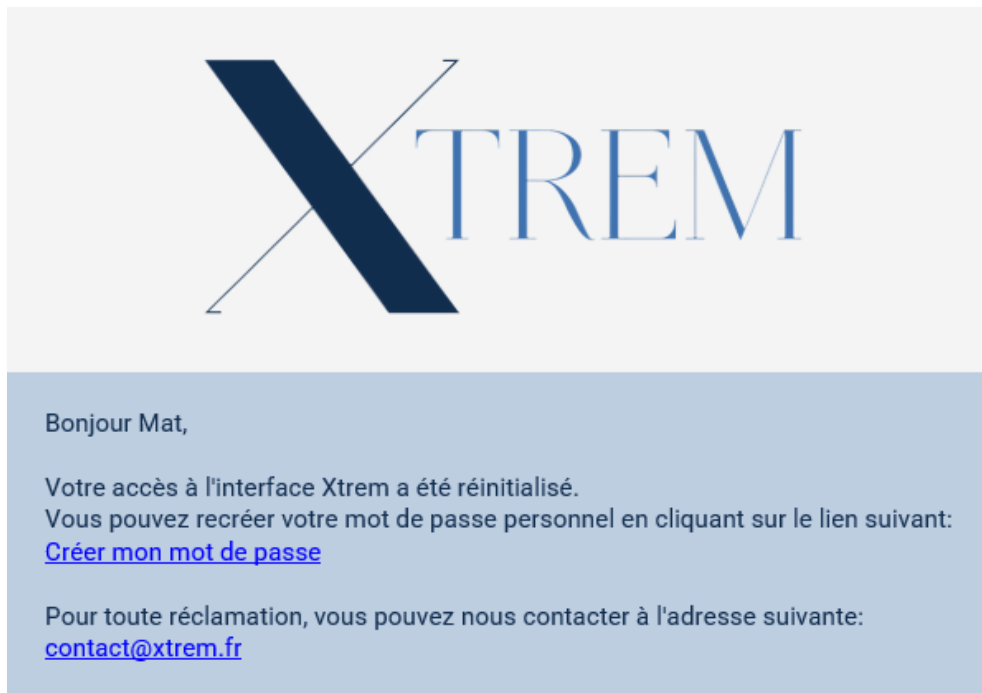 XTREM
Bonjour Mat,
Votre accès à l'interface Xtrem a été réinitialisé.
Vous pouvez recréer votre mot de passe personnel en cliquant sur le lien suivant:
Créer mon mot de passe
Pour toute réclamation, vous pouvez nous contacter à l'adresse suivante:
contact@xtrem.fr